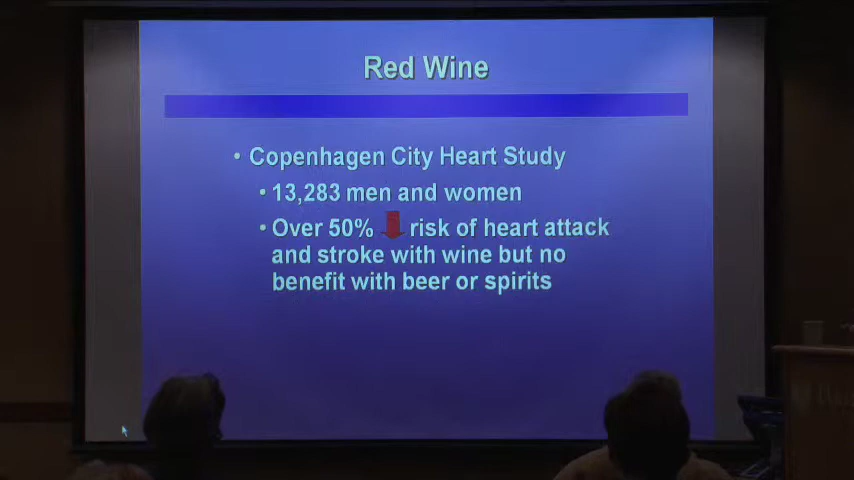 Red Wine
• Copenhagen City Heart Study
• 13,283 men and women
• Over 50% risk of heart attack
and stroke with wine but no
benefit with beer or spirits